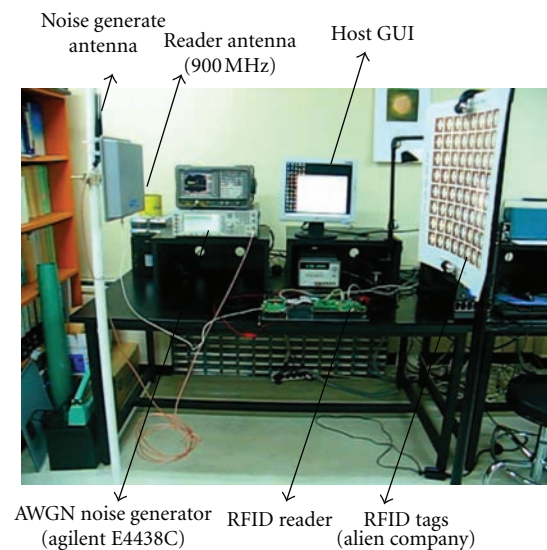 Noise generate
antenna
Reader antenna
(900 MHz)
Host GUI
AWGN noise generator
(agilent E4438C)
RFID reader
RFID tags
(alien company)